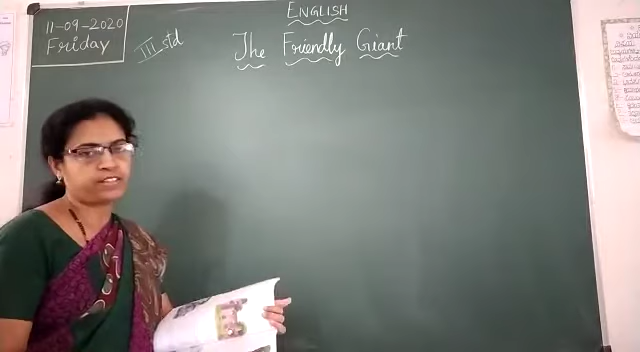 11-09-2020
Friday
III std
ENGLISH
The Friendly Giant